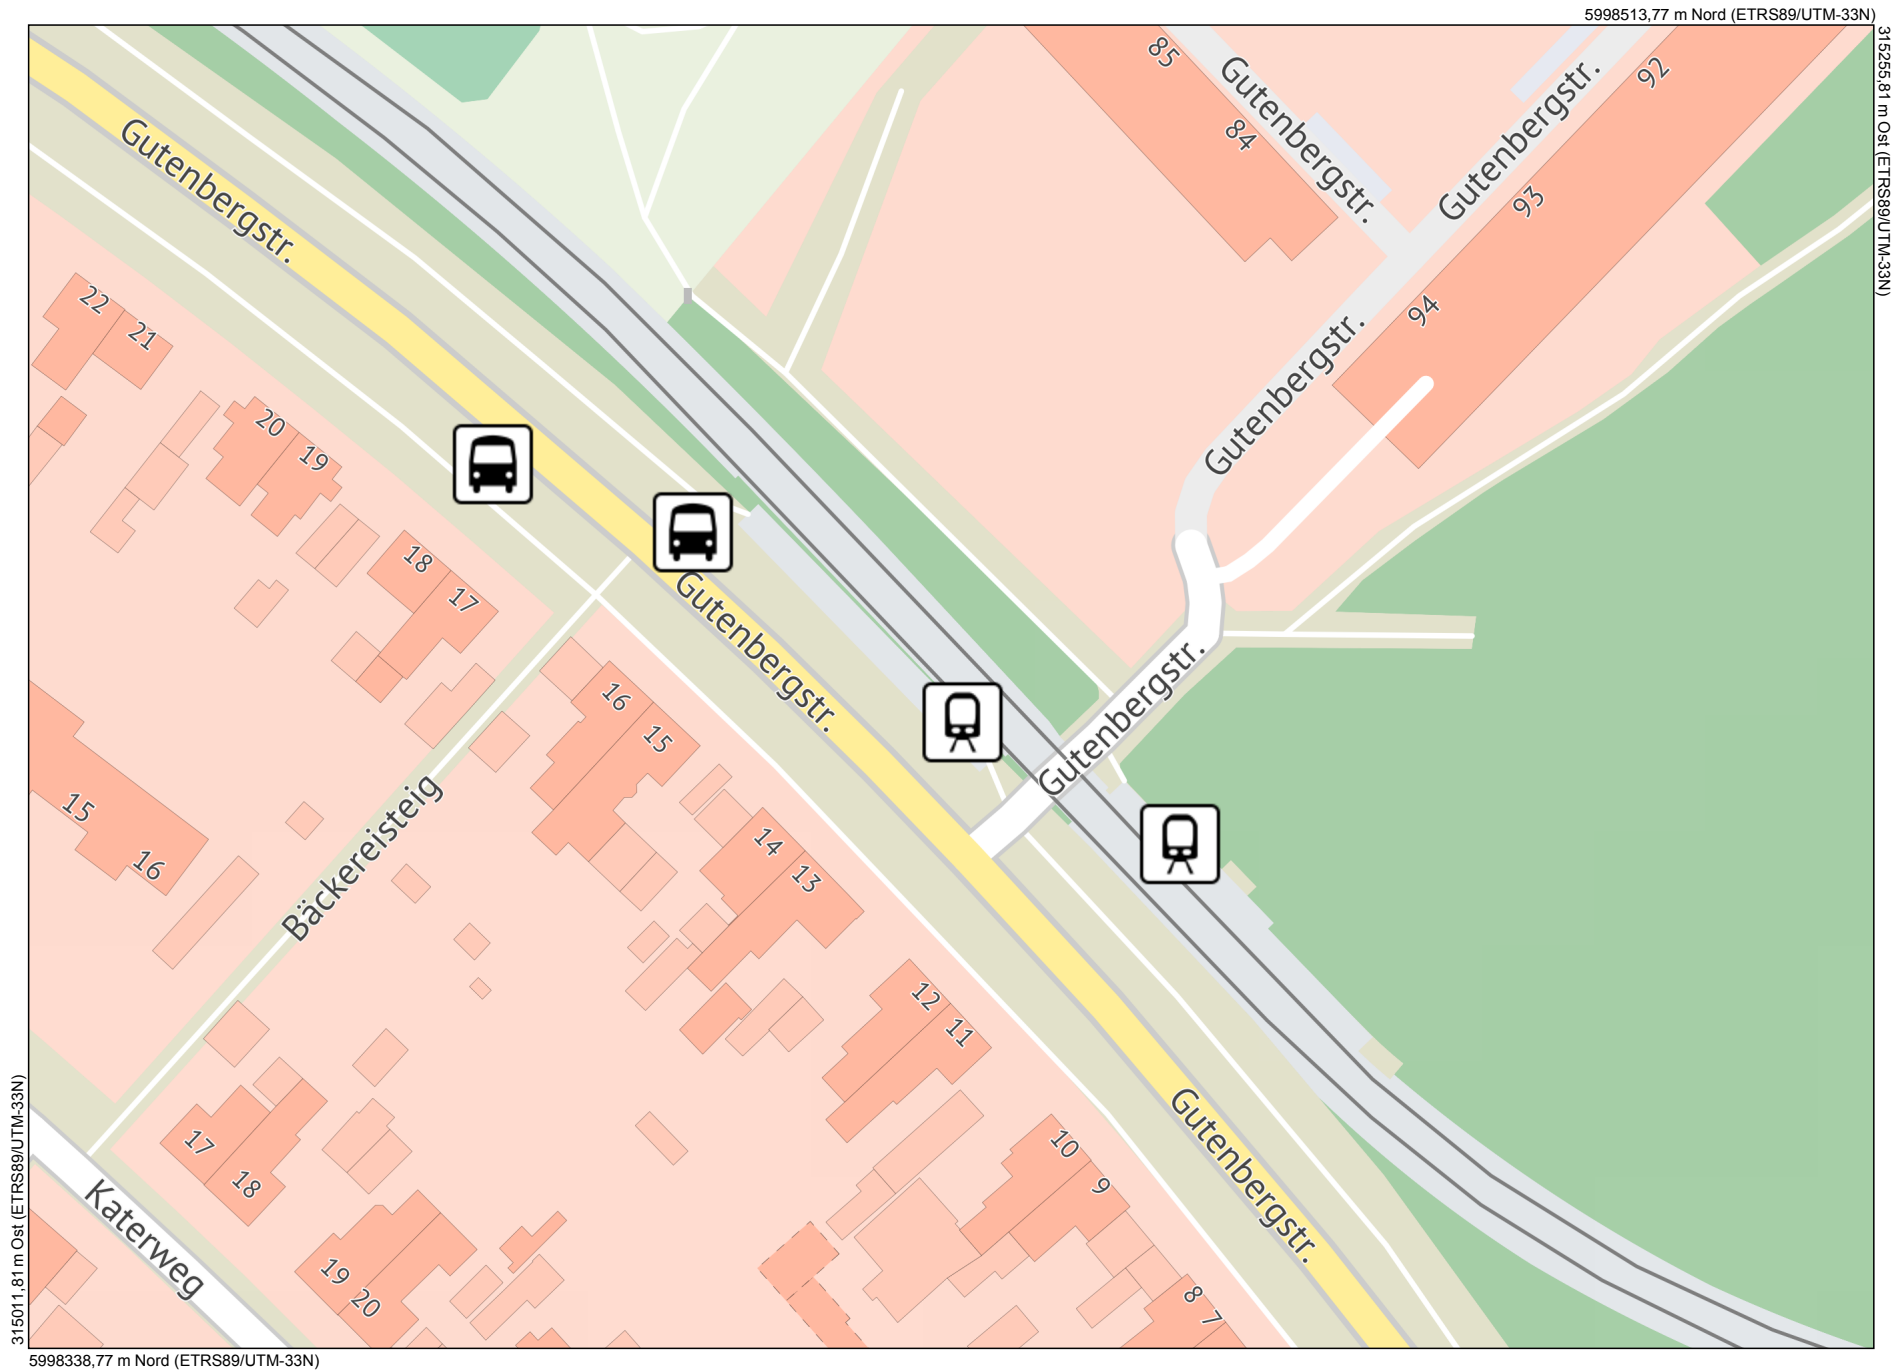 5998513,77 m Nord (ETRS89/UTM-33N)
315255,81 m Ost (ETRS89/UTM-33N)
85
Gutenbergstr.
92
84
Gutenbergstr.
Gutenbergstr.
93
22
21
94
Gutenbergstr.
20
19
18
17
Gutenbergstr.
16
15
Gutenbergstr.
15
16
14
13
Bäckereisteig
12
11
17
18
10
9
Gutenbergstr.
Katerweg
19
20
8
7
315011,81 m Ost (ETRS89/UTM-33N)
5998338,77 m Nord (ETRS89/UTM-33N)